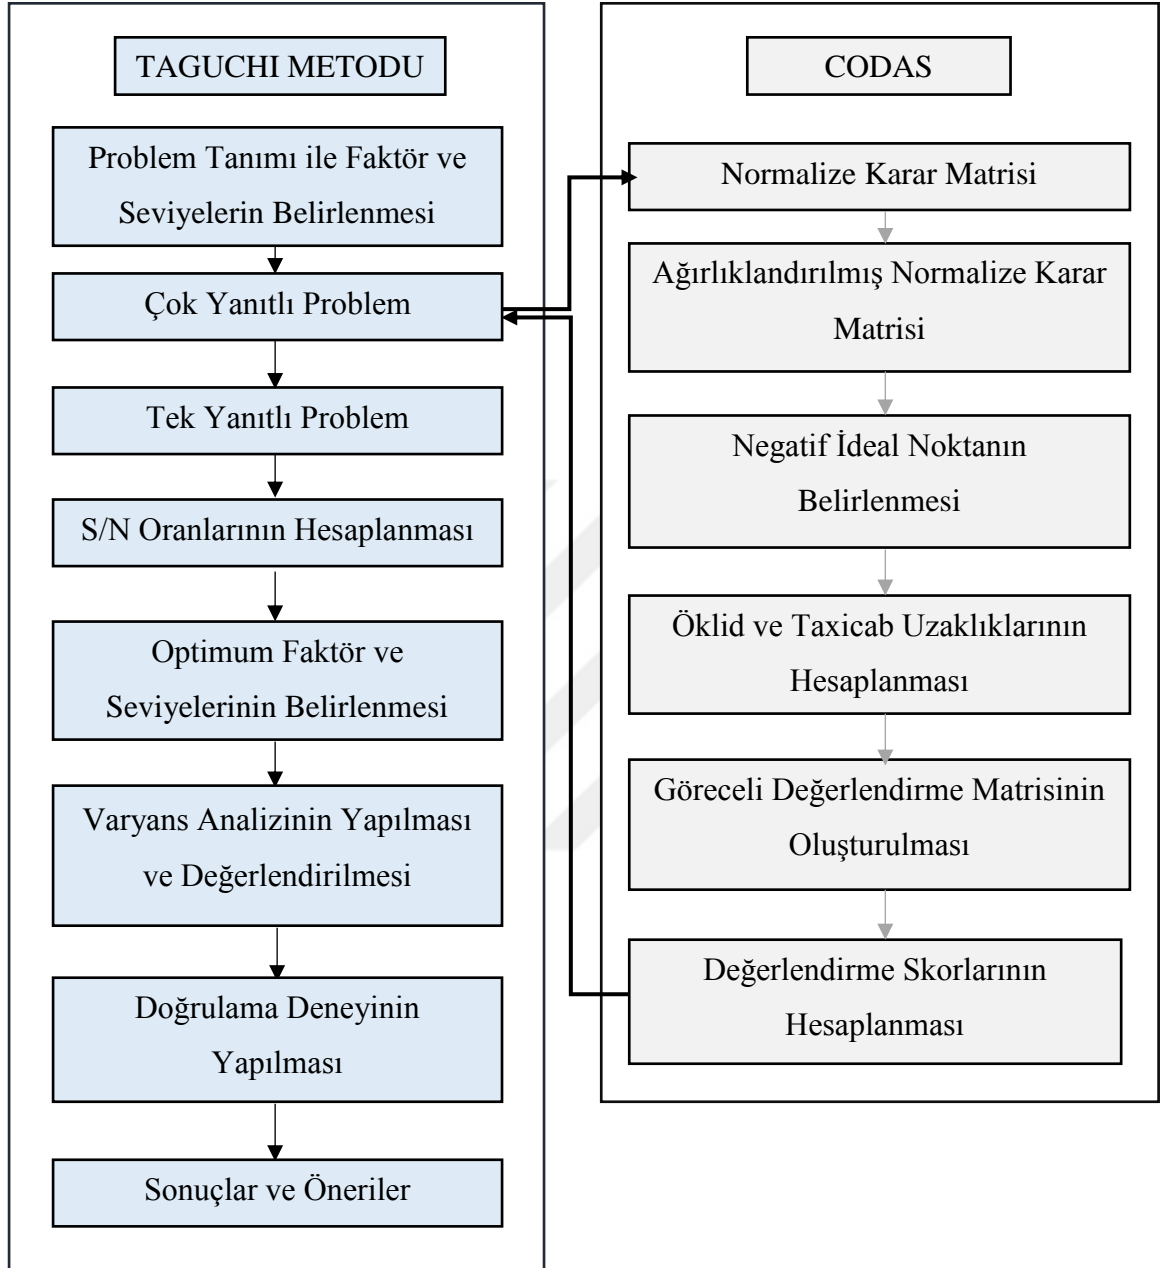 TAGUCHI METODU
Problem Tanımı ile Faktör ve
Seviyelerin Belirlenmesi
Çok Yanıtlı Problem
Tek Yanıtlı Problem
S/N Oranlarının Hesaplanması
Optimum Faktör ve
Seviyelerinin Belirlenmesi
Varyans Analizinin Yapılması
ve Değerlendirilmesi
Doğrulama Deneyinin
Yapılması
Sonuçlar ve Öneriler
CODAS
Normalize Karar Matrisi
Ağırlıklandırılmış Normalize Karar
Matrisi
Negatif İdeal Noktanın
Belirlenmesi
Öklid ve Taxicab Uzaklıklarının
Hesaplanması
Göreceli Değerlendirme Matrisinin
Oluşturulması
Değerlendirme Skorlarının
Hesaplanması